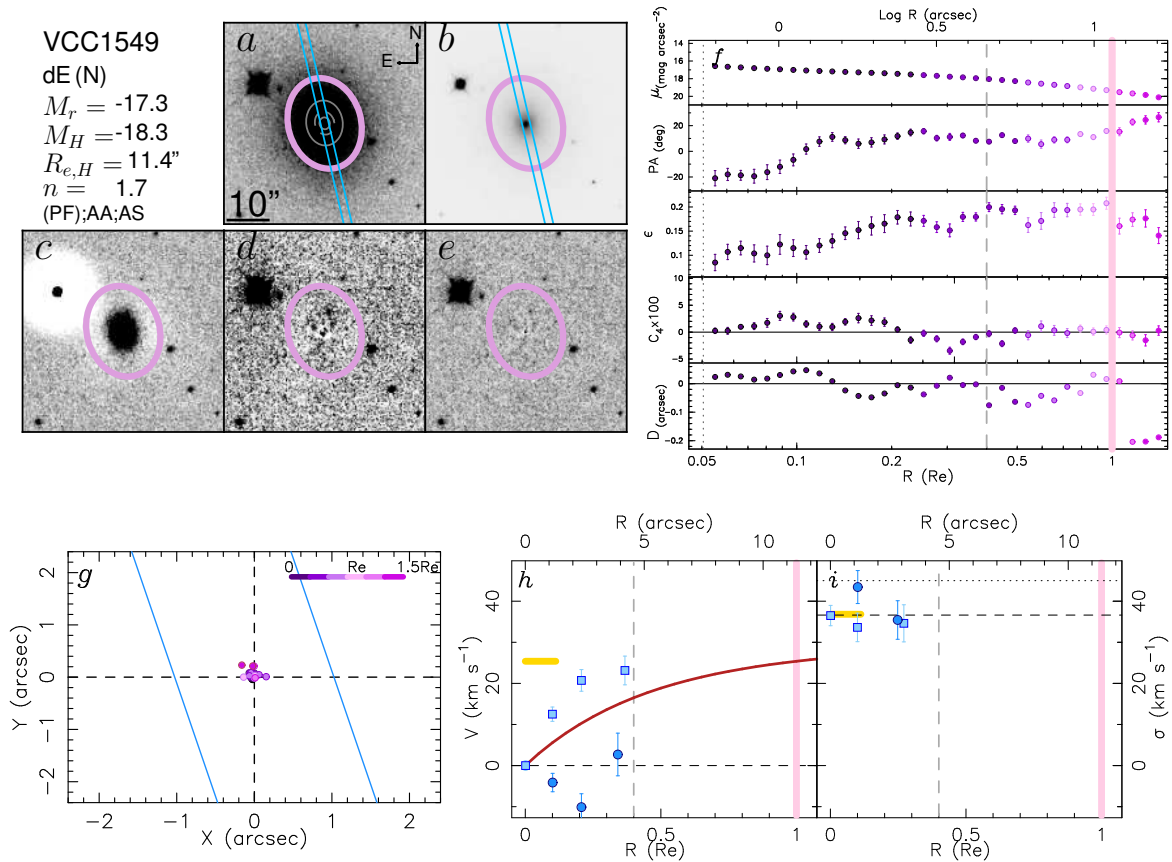 VCC1549
dE (N)
M_r = -17.3
M_H = -18.3
R_{e,H} = 11.4"
n = 1.7
(PF);AA;AS
a
N
E
10"
b
c
d
e
Log R (arcsec)
0 0.5 1
f
μ(mag arcsec⁻²)
14
16
18
20
PA (deg)
20
0
−20
ϵ
0.2
0.15
0.1
C₄x100
10
5
0
−5
D (arcsec)
0
−0.1
−0.2
0.05 0.1 0.2 0.5 1
R (Re)
g
0 Re 1.5Re
Y (arcsec)
2
1
0
−1
−2
−2 −1 0 1 2
X (arcsec)
R (arcsec)
0 5 10
h
V (km s⁻¹)
40
20
0
0 0.5 1
R (Re)
R (arcsec)
0 5 10
i
40
20
0
σ (km s⁻¹)
0 0.5 1
R (Re)